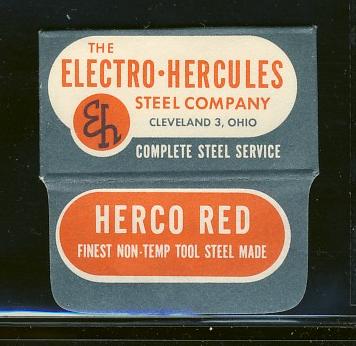 THE
ELECTRO·HERCULES
STEEL COMPANY
CLEVELAND 3, OHIO
Eh
COMPLETE STEEL SERVICE
HERCO RED
FINEST NON-TEMP TOOL STEEL MADE